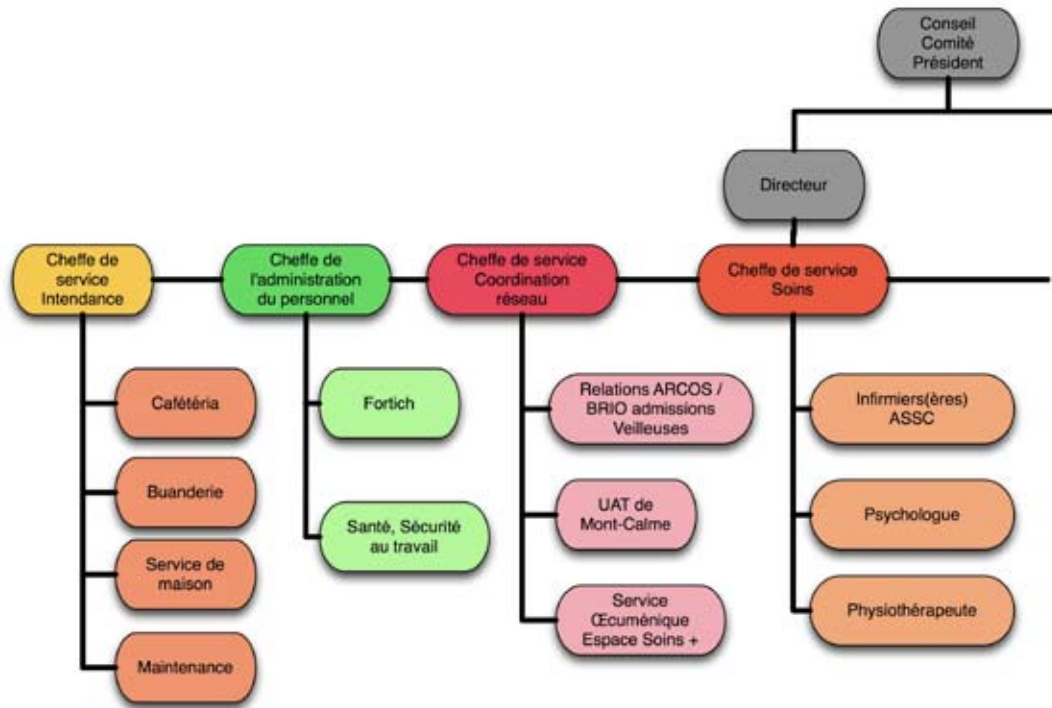 Conseil
Comité
Président
Directeur
Cheffe de
service
Intendance
Cheffe de
l'administration
du personnel
Cheffe de service
Coordination
réseau
Cheffe de service
Soins
Cafétéria
Buanderie
Service de
maison
Maintenance
Fortich
Santé, Sécurité
au travail
Relations ARCOS /
BRIO admissions
Veilleuses
UAT de
Mont-Calme
Service
Œcuménique
Espace Soins +
Infirmiers(ères)
ASSC
Psychologue
Physiothérapeute